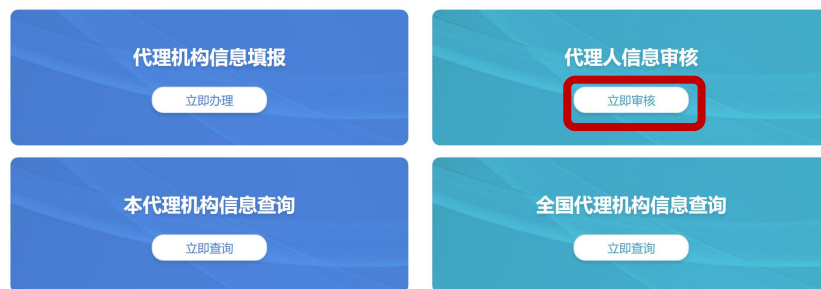 代理机构信息填报
立即办理
代理人信息审核
立即审核
本代理机构信息查询
立即查询
全国代理机构信息查询
立即查询